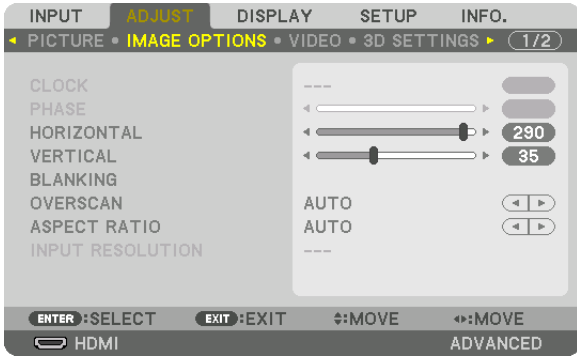 INPUT ADJUST DISPLAY SETUP INFO.
PICTURE • IMAGE OPTIONS • VIDEO • 3D SETTINGS 1/2
CLOCK ---
PHASE
HORIZONTAL 290
VERTICAL 35
BLANKING
OVERSCAN AUTO
ASPECT RATIO AUTO
INPUT RESOLUTION ---
ENTER:SELECT EXIT:EXIT :MOVE :MOVE
HDMI ADVANCED